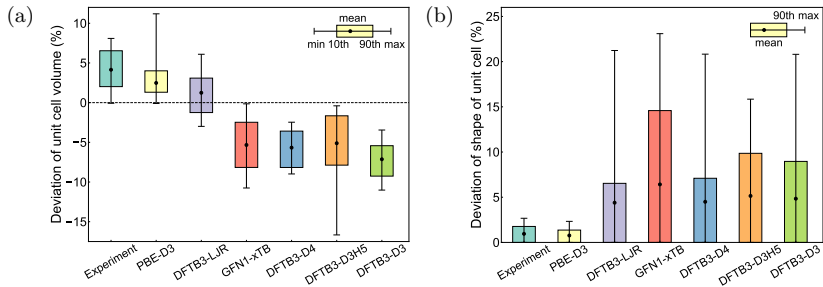 (a)
Deviation of unit cell volume (%)
10
5
0
−5
−10
−15
mean
min 10th 90th max
Experiment
PBE-D3
DFTB3-LJR
GFN1-xTB
DFTB3-D4
DFTB3-D3H5
DFTB3-D3
(b)
Deviation of shape of unit cell (%)
25
20
15
10
5
0
90th max
mean
Experiment
PBE-D3
DFTB3-LJR
GFN1-xTB
DFTB3-D4
DFTB3-D3H5
DFTB3-D3